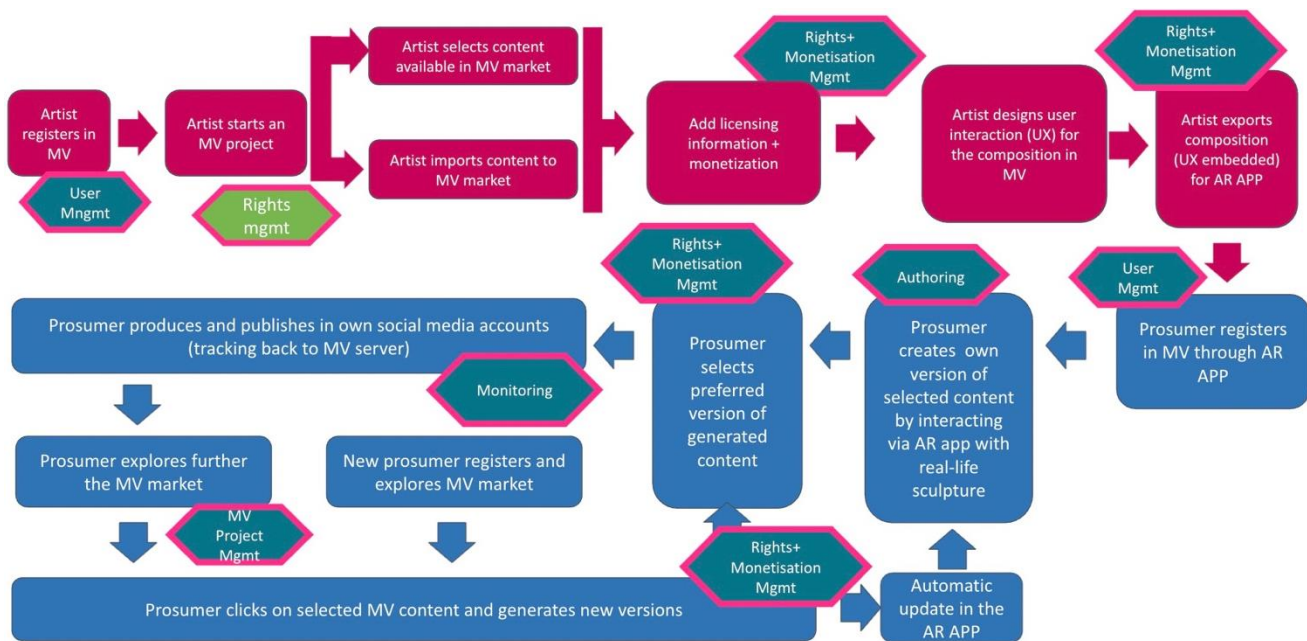 Artist
registers in
MV
User
Mngmt
Artist starts an
MV project
Rights
mgmt
Artist selects content
available in MV market
Artist imports content to
MV market
Rights+
Monetisation
Mgmt
Add licensing
information +
monetization
Artist designs user
interaction (UX) for
the composition in
MV
Rights+
Monetisation
Mgmt
Artist exports
composition
(UX embedded)
for AR APP
User
Mgmt
Prosumer registers
in MV through AR
APP
Authoring
Prosumer
creates own
version of
selected content
by interacting
via AR app with
real-life
sculpture
Rights+
Monetisation
Mgmt
Prosumer
selects
preferred
version of
generated
content
Prosumer produces and publishes in own social media accounts
(tracking back to MV server)
Monitoring
Prosumer explores further
the MV market
MV
Project
Mgmt
New prosumer registers and
explores MV market
Prosumer clicks on selected MV content and generates new versions
Rights+
Monetisation
Mgmt
Automatic
update in the
AR APP